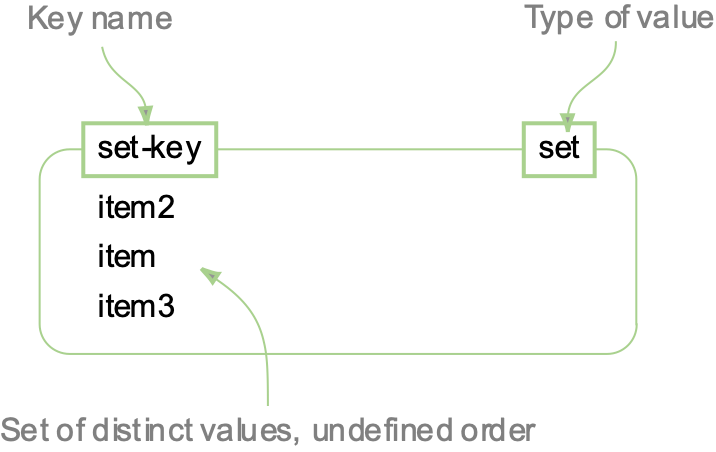 Key name
Type of value
set-key
set
item2
item
item3
Set of distinct values, undefined order